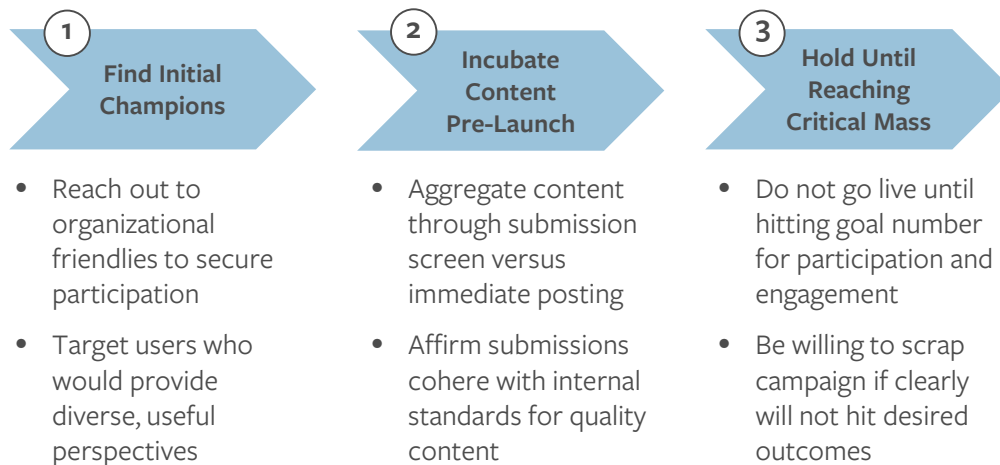 1
Find Initial
Champions
• Reach out to
organizational
friendlies to secure
participation
• Target users who
would provide
diverse, useful
perspectives
2
Incubate
Content
Pre-Launch
• Aggregate content
through submission
screen versus
immediate posting
• Affirm submissions
cohere with internal
standards for quality
content
3
Hold Until
Reaching
Critical Mass
• Do not go live until
hitting goal number
for participation and
engagement
• Be willing to scrap
campaign if clearly
will not hit desired
outcomes